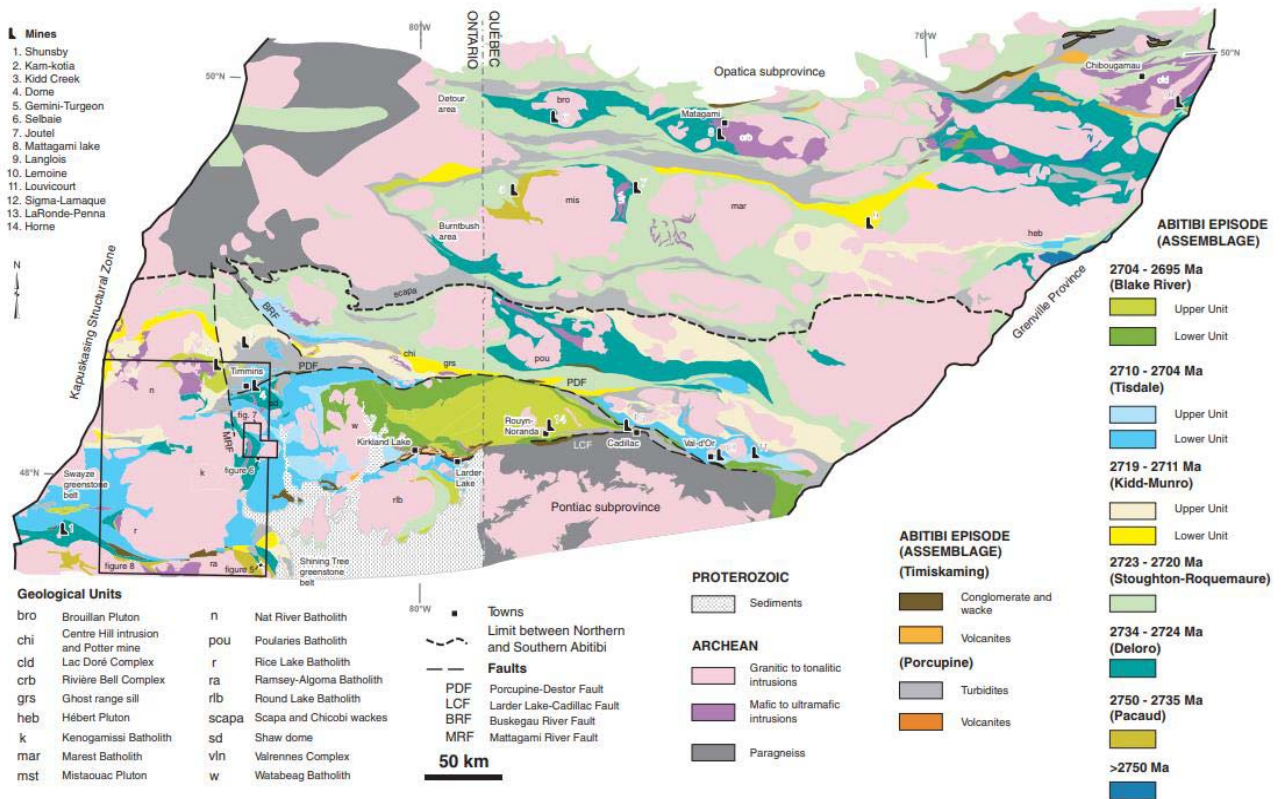 Mines
1. Shunsby
2. Kam-kotia
3. Kidd Creek
4. Dome
5. Gemini-Turgeon
6. Selbaie
7. Joutel
8. Mattagami lake
9. Langlois
10. Lemoine
11. Louvicourt
12. Sigma-Lamaque
13. LaRonde-Penna
14. Horne
N
80°W
QUÉBEC
ONTARIO
76°W
50°N
50°N
Opatica subprovince
Chibougamau
cld
Detour
area
bro
Matagami
8
crb
6
mis
mar
Burntbush
area
heb
scapa
Kapuskasing Structural Zone
Grenville Province
BRF
chi
grs
pou
PDF
PDF
Timmins
n
4
sd
fig. 7
MRF
w
Kirkland Lake
Rouyn-
Noranda
14
LCF
Cadillac
Val-d'Or
48°N
k
figure 6
Swayze
greenstone
belt
Larder
Lake
rlb
Pontiac subprovince
1
r
figure 8
ra
figure 5
Shining Tree
greenstone
belt
80°W
Geological Units
bro Brouillan Pluton
chi Centre Hill intrusion
and Potter mine
cld Lac Doré Complex
crb Rivière Bell Complex
grs Ghost range sill
heb Hébert Pluton
k Kenogamissi Batholith
mar Marest Batholith
mst Mistaouac Pluton
n Nat River Batholith
pou Poularies Batholith
r Rice Lake Batholith
ra Ramsey-Algoma Batholith
rlb Round Lake Batholith
scapa Scapa and Chicobi wackes
sd Shaw dome
vln Valrennes Complex
w Watabeag Batholith
Towns
Limit between Northern
and Southern Abitibi
Faults
PDF Porcupine-Destor Fault
LCF Larder Lake-Cadillac Fault
BRF Buskegau River Fault
MRF Mattagami River Fault
50 km
PROTEROZOIC
Sediments
ARCHEAN
Granitic to tonalitic
intrusions
Mafic to ultramafic
intrusions
Paragneiss
ABITIBI EPISODE
(ASSEMBLAGE)
(Timiskaming)
Conglomerate and
wacke
Volcanites
(Porcupine)
Turbidites
Volcanites
ABITIBI EPISODE
(ASSEMBLAGE)
2704 - 2695 Ma
(Blake River)
Upper Unit
Lower Unit
2710 - 2704 Ma
(Tisdale)
Upper Unit
Lower Unit
2719 - 2711 Ma
(Kidd-Munro)
Upper Unit
Lower Unit
2723 - 2720 Ma
(Stoughton-Roquemaure)
2734 - 2724 Ma
(Deloro)
2750 - 2735 Ma
(Pacaud)
>2750 Ma